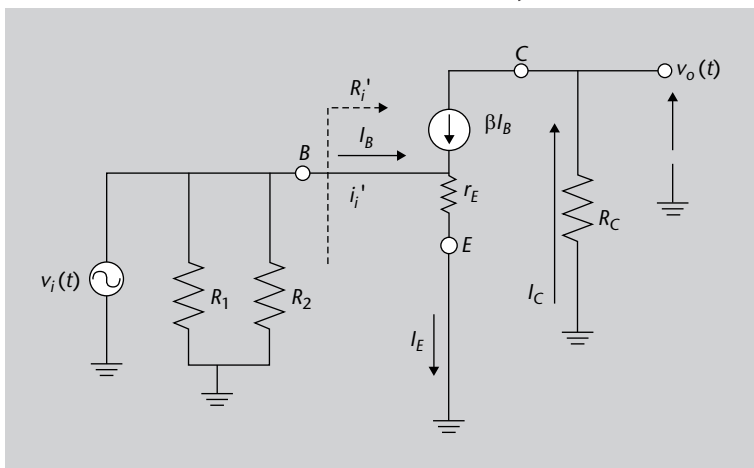 C
v_o(t)
R_i'
βI_B
I_B
B
i_i'
r_E
E
R_C
v_i(t)
R_1
R_2
I_C
I_E